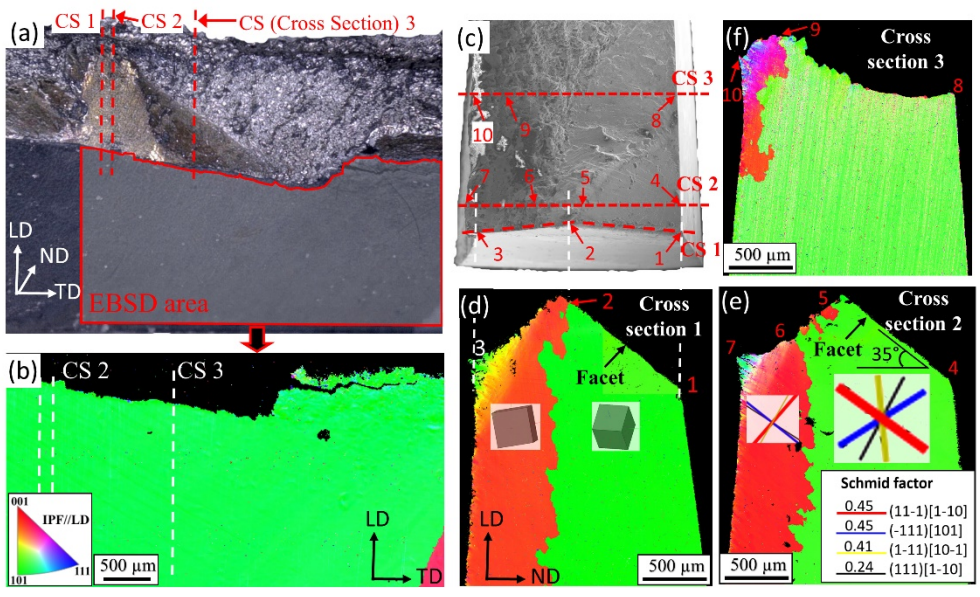 (a)
CS 1
CS 2
CS (Cross Section) 3
LD
ND
TD
EBSD area
(b)
CS 2
CS 3
001
IPF//LD
101
111
500 µm
LD
TD
(c)
CS 3
10
9
8
7
6
5
4
CS 2
3
2
1
CS 1
(d)
2
Cross
section 1
3
Facet
1
LD
ND
500 µm
(f)
9
Cross
section 3
10
8
500 µm
(e)
5
Cross
section 2
6
7
Facet
35°
4
Schmid factor
0.45 (11-1)[1-10]
0.45 (-111)[101]
0.41 (1-11)[10-1]
0.24 (111)[1-10]
500 µm